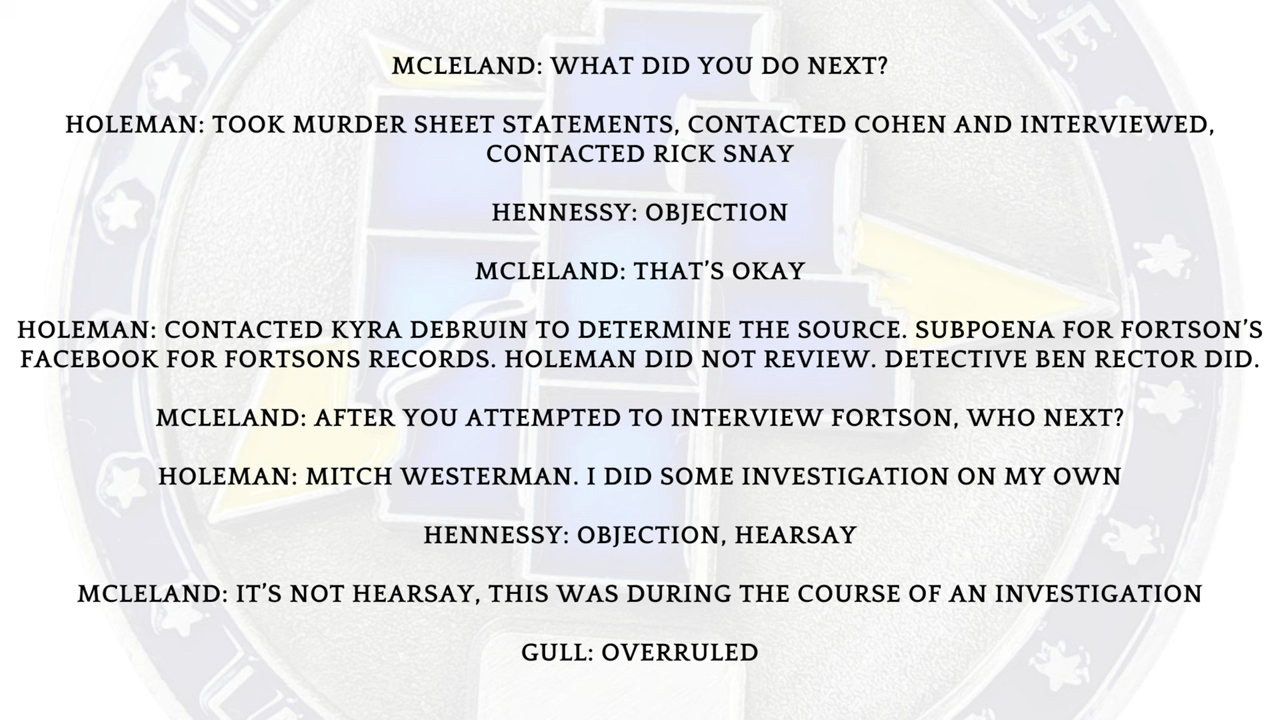 MCLELAND: WHAT DID YOU DO NEXT?
HOLEMAN: TOOK MURDER SHEET STATEMENTS, CONTACTED COHEN AND INTERVIEWED,
CONTACTED RICK SNAY
HENNESSY: OBJECTION
MCLELAND: THAT'S OKAY
HOLEMAN: CONTACTED KYRA DEBRUIN TO DETERMINE THE SOURCE. SUBPOENA FOR FORTSON'S
FACEBOOK FOR FORTSONS RECORDS. HOLEMAN DID NOT REVIEW. DETECTIVE BEN RECTOR DID.
MCLELAND: AFTER YOU ATTEMPTED TO INTERVIEW FORTSON, WHO NEXT?
HOLEMAN: MITCH WESTERMAN. I DID SOME INVESTIGATION ON MY OWN
HENNESSY: OBJECTION, HEARSAY
MCLELAND: IT'S NOT HEARSAY, THIS WAS DURING THE COURSE OF AN INVESTIGATION
GULL: OVERRULED